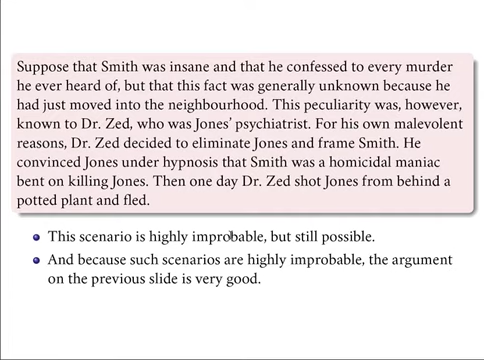 Suppose that Smith was insane and that he confessed to every murder
he ever heard of, but that this fact was generally unknown because he
had just moved into the neighbourhood. This peculiarity was, however,
known to Dr. Zed, who was Jones' psychiatrist. For his own malevolent
reasons, Dr. Zed decided to eliminate Jones and frame Smith. He
convinced Jones under hypnosis that Smith was a homicidal maniac
bent on killing Jones. Then one day Dr. Zed shot Jones from behind a
potted plant and fled.
This scenario is highly improbable, but still possible.
And because such scenarios are highly improbable, the argument
on the previous slide is very good.